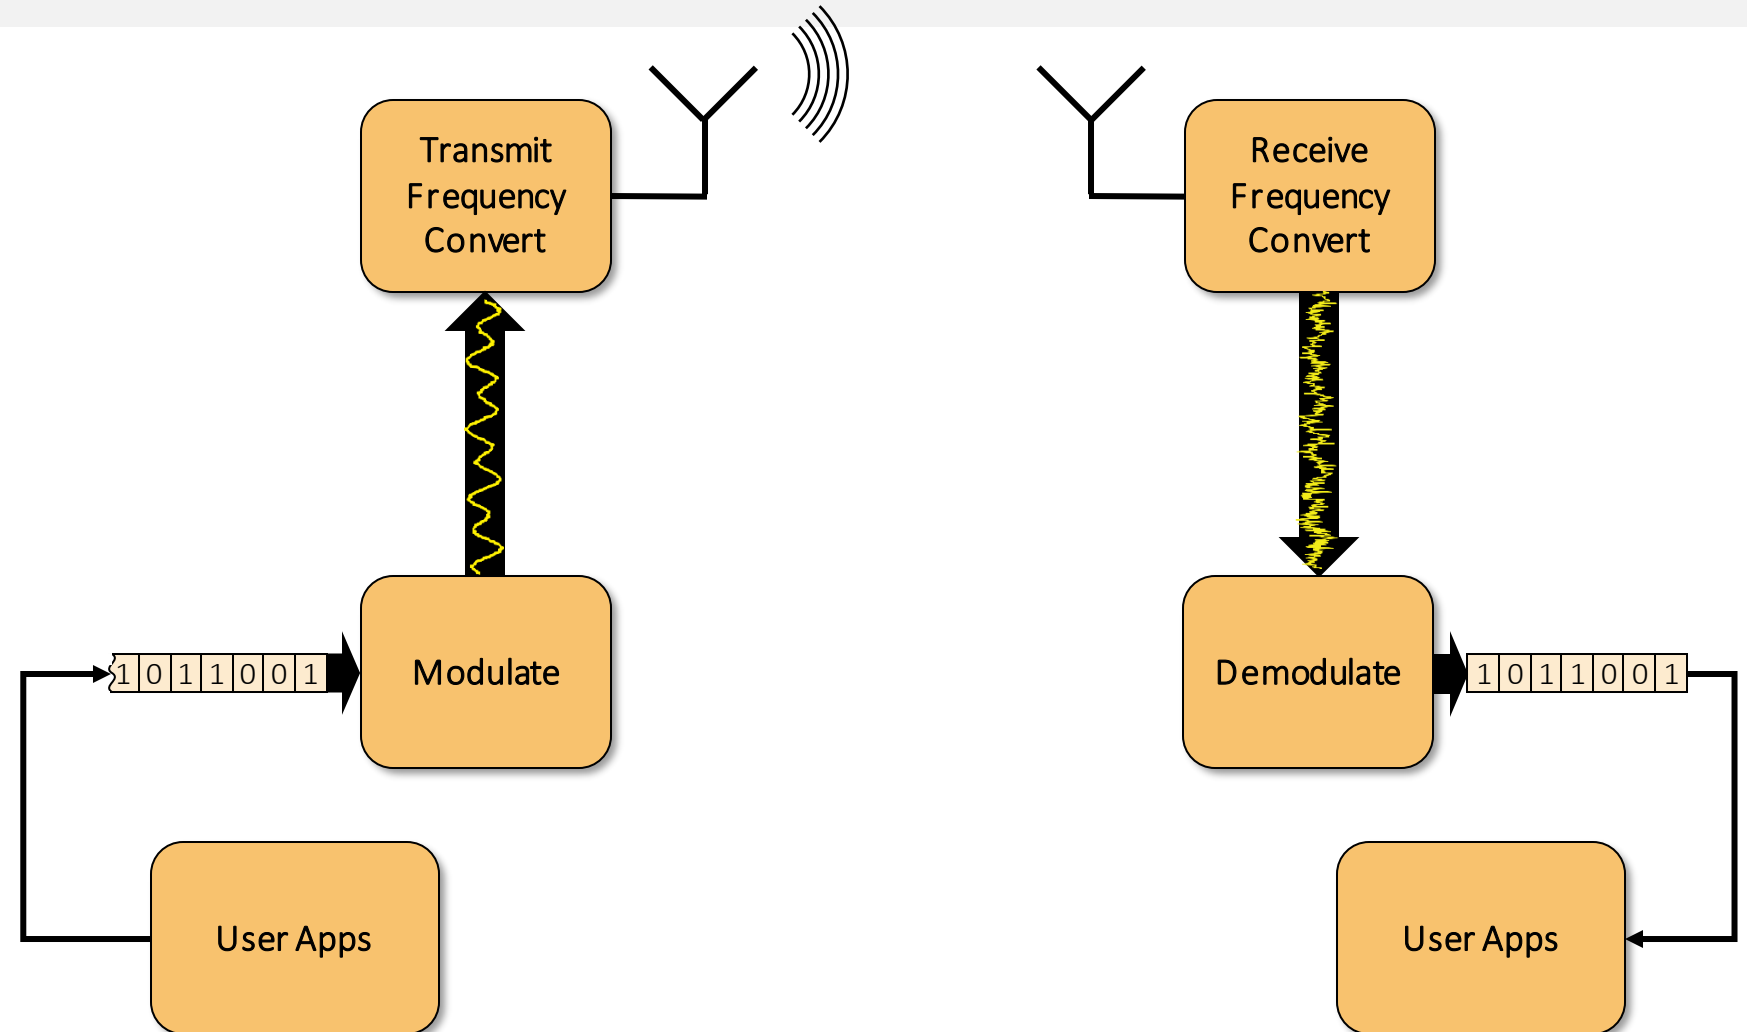 Transmit
Frequency
Convert
Receive
Frequency
Convert
1 0 1 1 0 0 1
Modulate
Demodulate
1 0 1 1 0 0 1
User Apps
User Apps